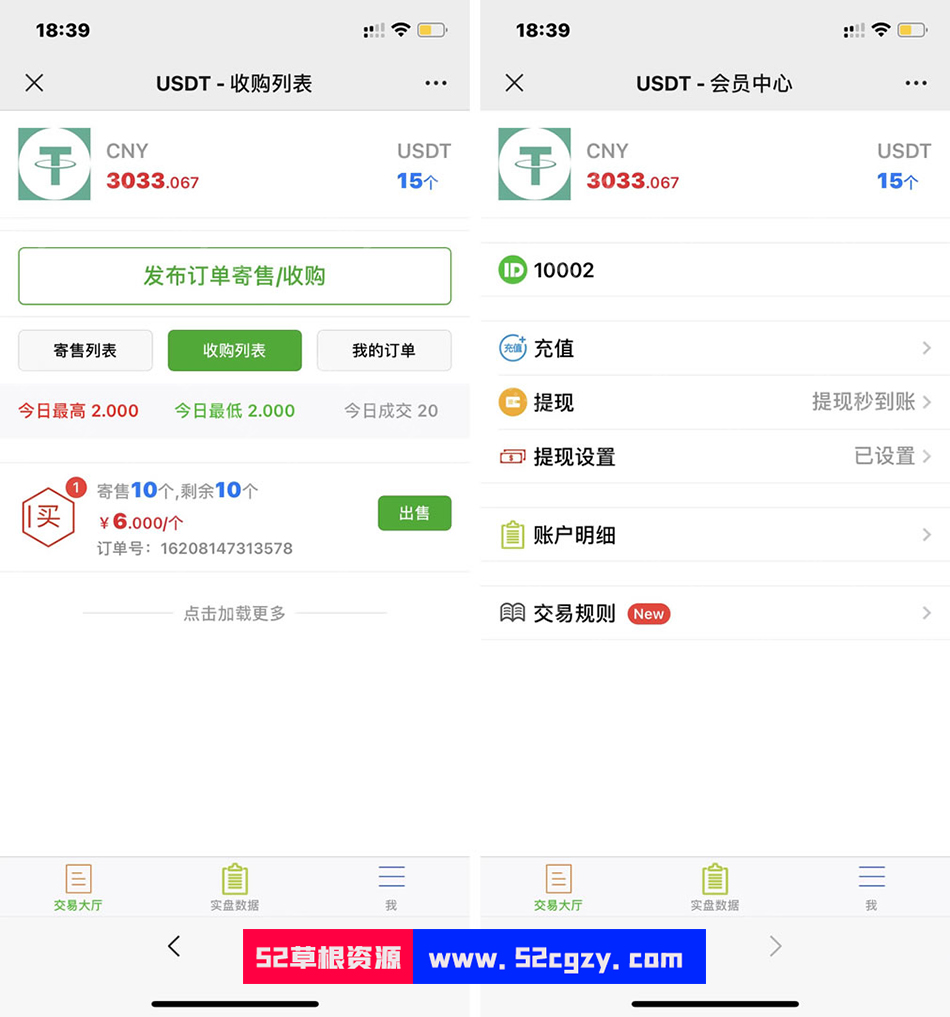 18:39
USDT - 收购列表
CNY
3033.067
USDT
15个
发布订单寄售/收购
寄售列表
收购列表
我的订单
今日最高 2.000
今日最低 2.000
今日成交 20
买
1
寄售10个,剩余10个
¥6.000/个
订单号：16208147313578
出售
点击加载更多
交易大厅
实盘数据
我
18:39
USDT - 会员中心
CNY
3033.067
USDT
15个
ID 10002
充值 充值
提现
提现秒到账
提现设置
已设置
账户明细
交易规则 New
交易大厅
实盘数据
我
52草根资源 www.52cgzy.com